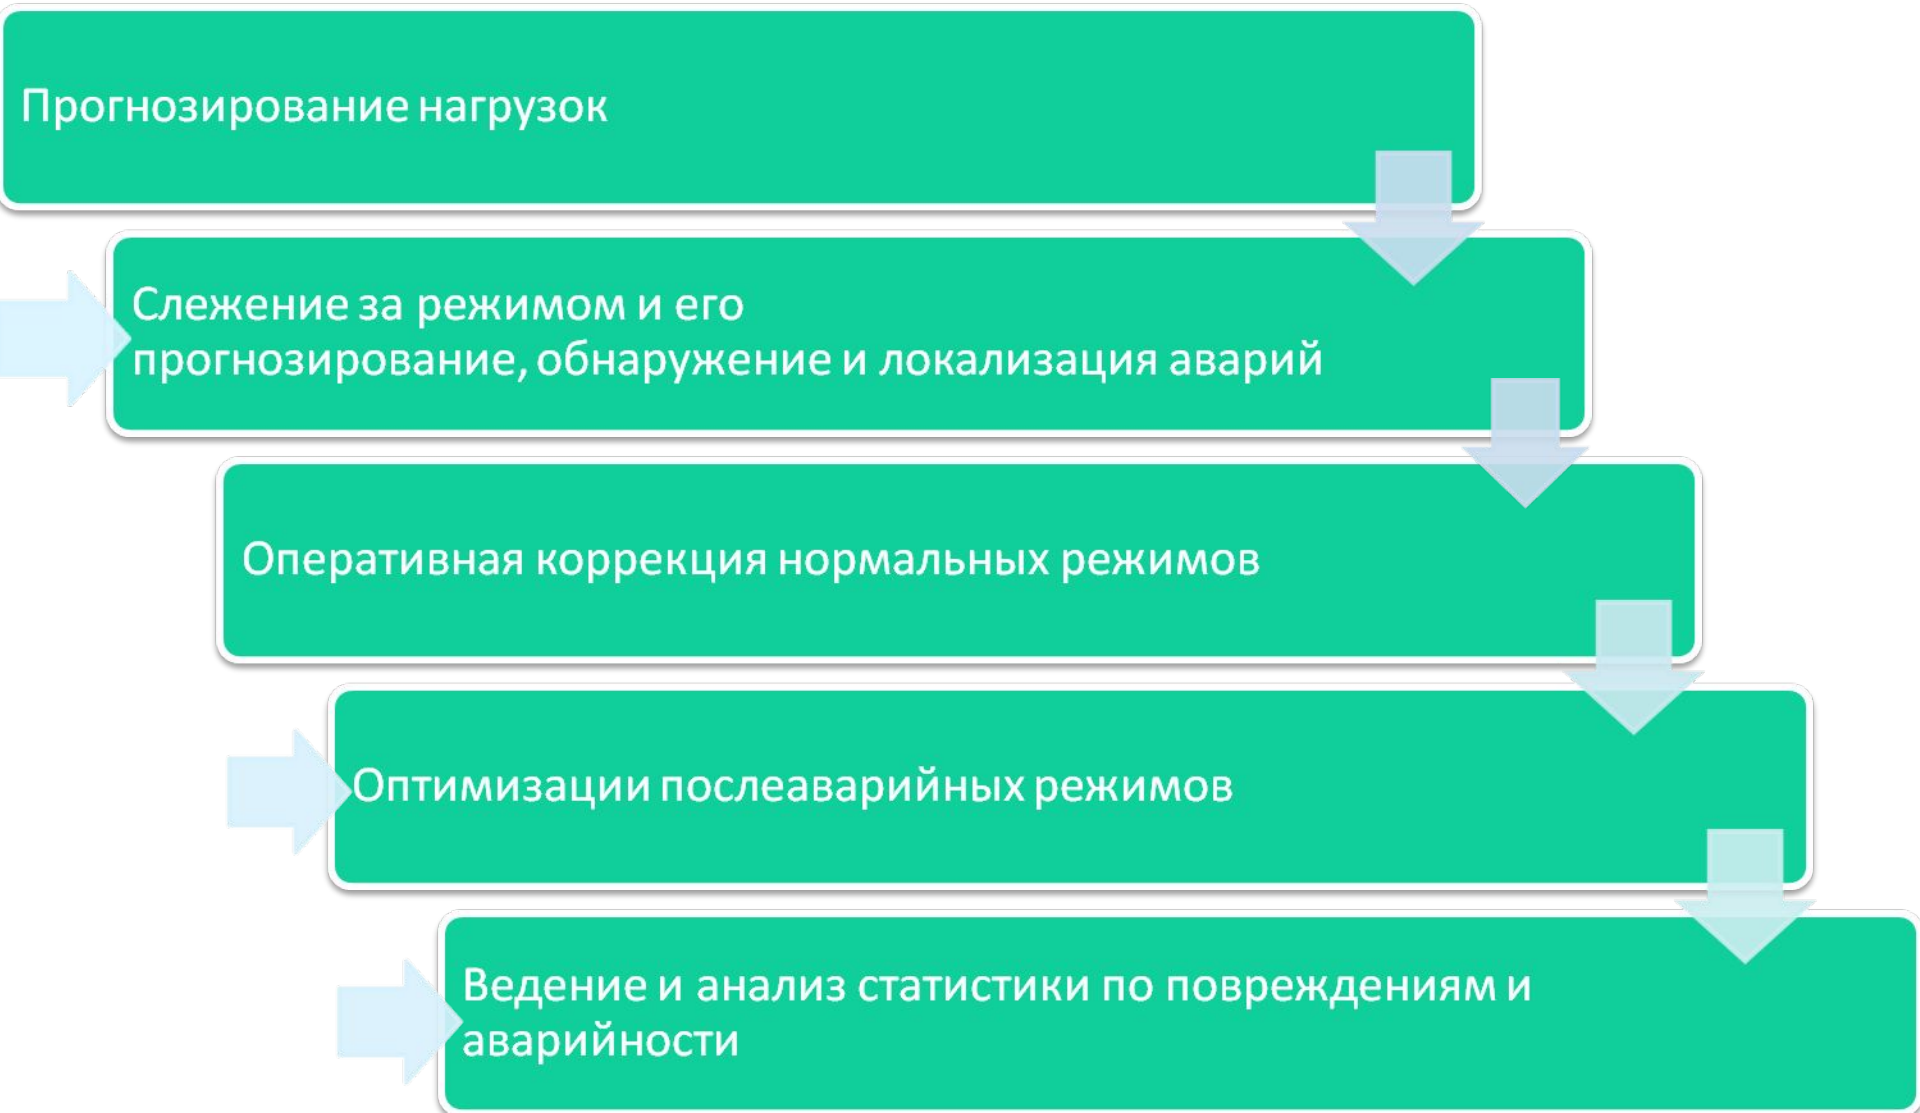 Прогнозирование нагрузок
Слежение за режимом и его
прогнозирование, обнаружение и локализация аварий
Оперативная коррекция нормальных режимов
Оптимизации послеаварийных режимов
Ведение и анализ статистики по повреждениям и
аварийности